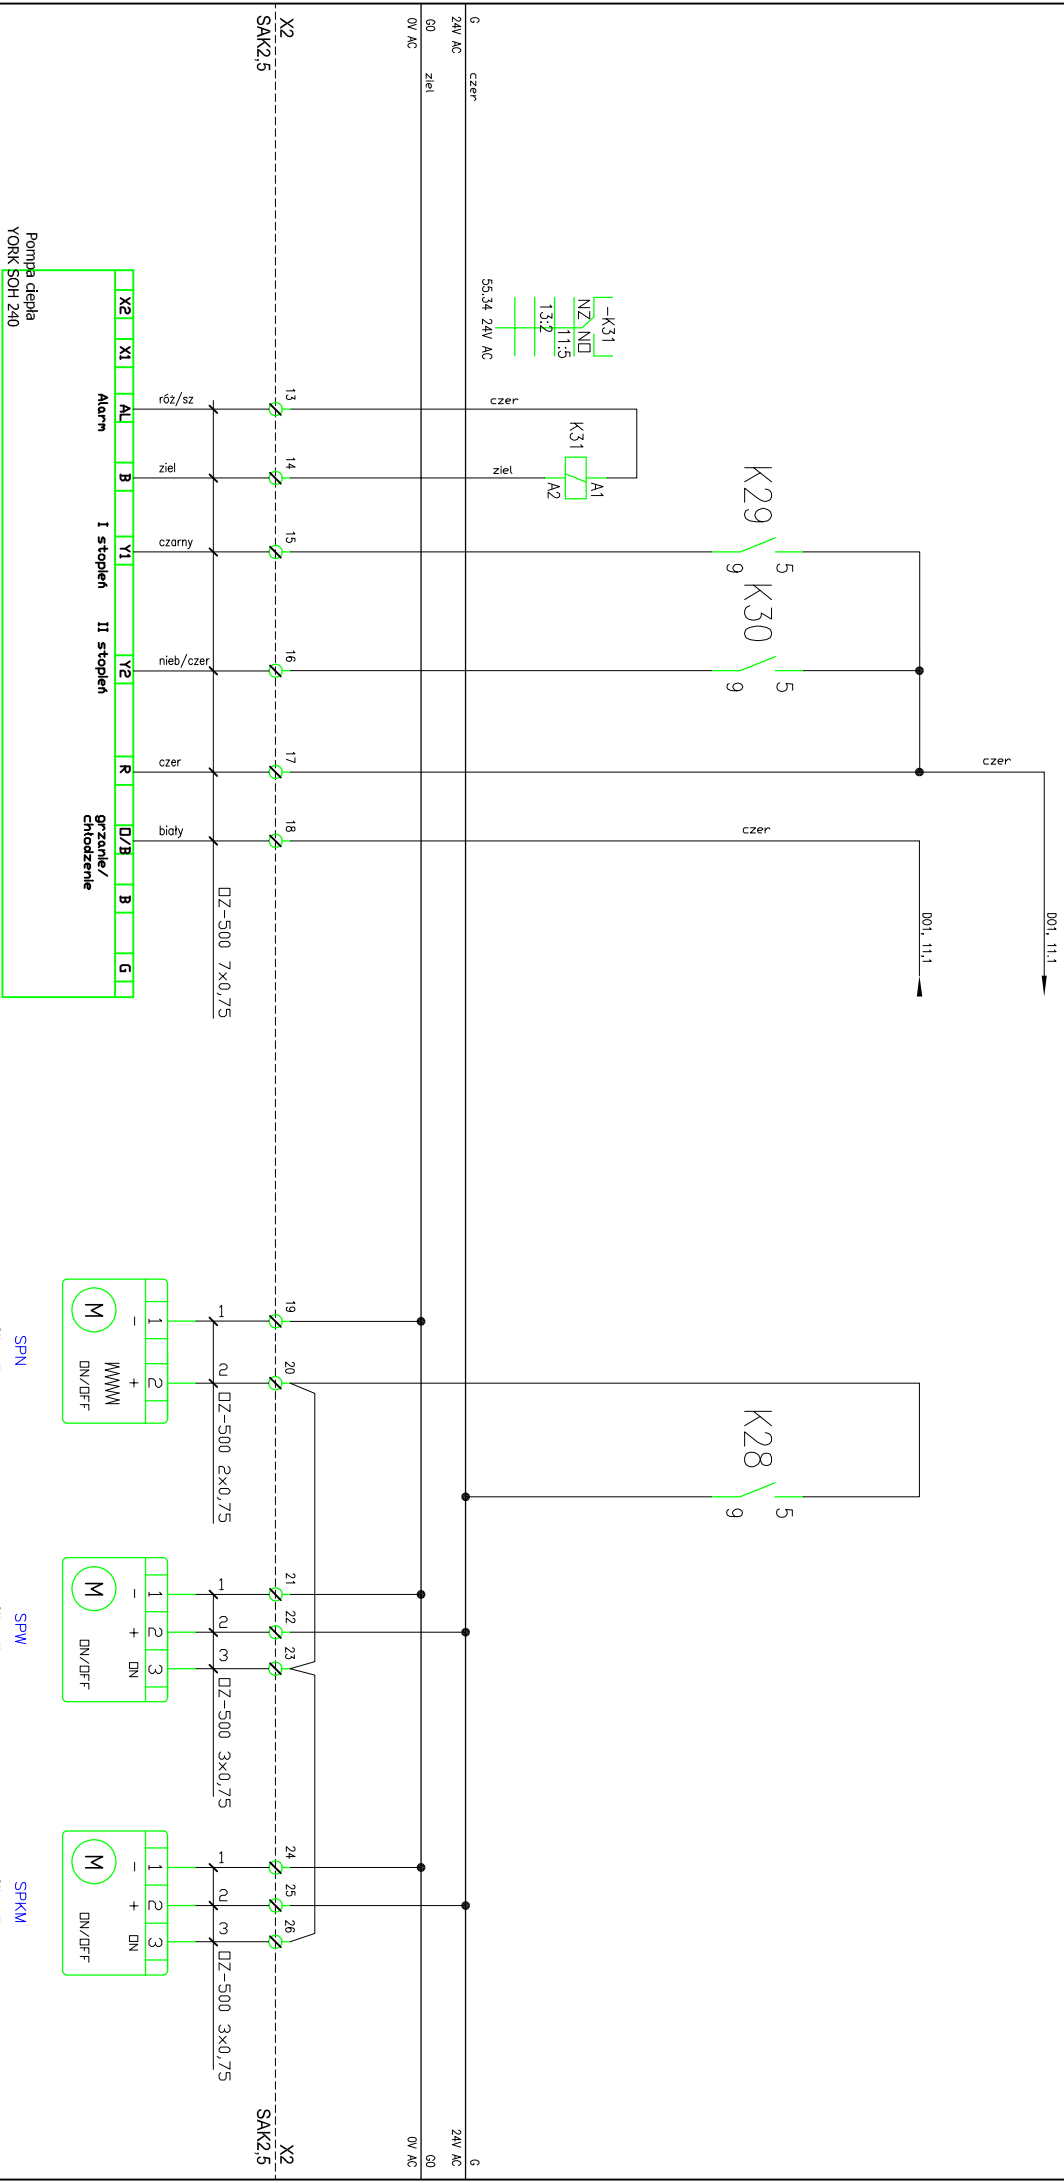 G
24V AC
czer
G0
0V AC
ziel
X2
SAK2,5
-K31
NZ NO
11:5
13:2
55.34 24V AC
K31
A1
A2
czer
ziel
K29
5
9
K30
5
9
czer
czer
DO1, 11.1
DO1, 11.1
K28
5
9
G
24V AC
G0
0V AC
X2
SAK2,5
13
14
15
16
17
18
19
20
21
22
23
24
25
26
róż/sz
ziel
czarny
nieb/czer
czer
biały
OZ-500 7x0,75
1
2
OZ-500 2x0,75
1
2
3
OZ-500 3x0,75
1
2
3
OZ-500 3x0,75
X2
X1
AL
B
Y1
Y2
R
O/B
B
G
Alarm
I stopień
II stopień
grzanie/
chłodzenie
Pompa ciepła
YORK SOH 240
1
2
-
+
M
ON/OFF
SPN
1
2
3
-
+
ON
M
ON/OFF
SPW
1
2
3
-
+
ON
M
ON/OFF
SPKM